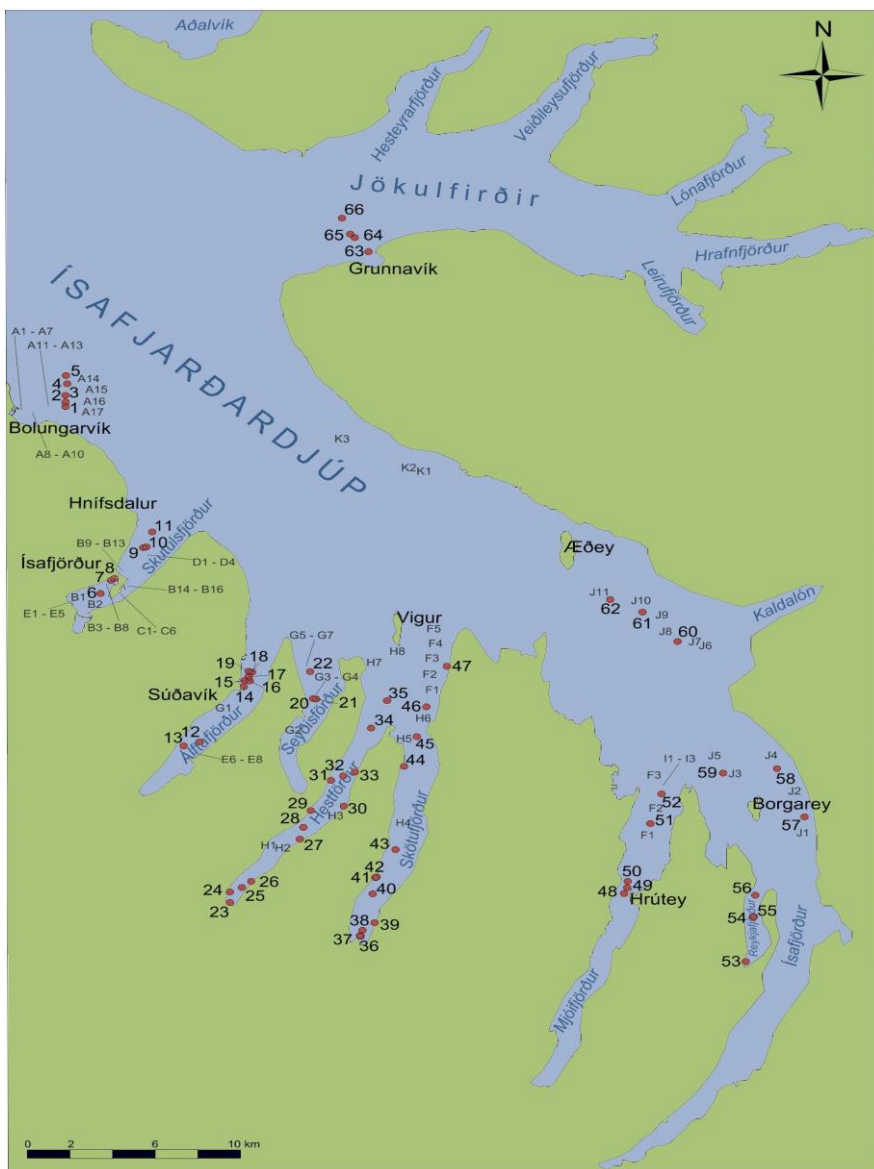 Aðalvík
N
Hesteyrarfjörður
Veiðileysufjörður
Lónafjörður
Jökulfirðir
66
65
64
63
Grunnavík
Hrafnfjörður
Leirufjörður
ÍSAFJARÐARDJÚP
A1 - A7
A11 - A13
5
4
A14
3
A15
2
A16
1
A17
Bolungarvík
A8 - A10
K3
K2
K1
Hnífsdalur
11
10
9
Skutulsfjörður
B9 - B13
D1 - D4
Ísafjörður
8
7
6
B1
B2
B14 - B16
E1 - E5
B3 - B8
C1 - C6
Æðey
Kaldalón
J11
62
J10
61
J9
J8
60
J7
J6
Vigur
F5
F4
F3
F2
F1
H8
H7
47
46
H6
H5
45
44
G5 - G7
22
G3 - G4
20
21
G2
Seyðisfjörður
19
18
17
16
15
14
Súðavík
G1
13
12
Álftafjörður
E6 - E8
35
34
33
32
31
30
H3
29
28
27
Hestfjörður
H1
H2
26
25
24
23
H4
43
Skötufjörður
42
41
40
39
38
37
36
I1 - I3
F3
52
F2
51
F1
50
49
48
Hrútey
Mjóifjörður
J5
59
J3
J4
58
J2
Borgarey
57
J1
56
55
54
53
Reykjafjörður
Ísafjörður
0 2 6 10 km